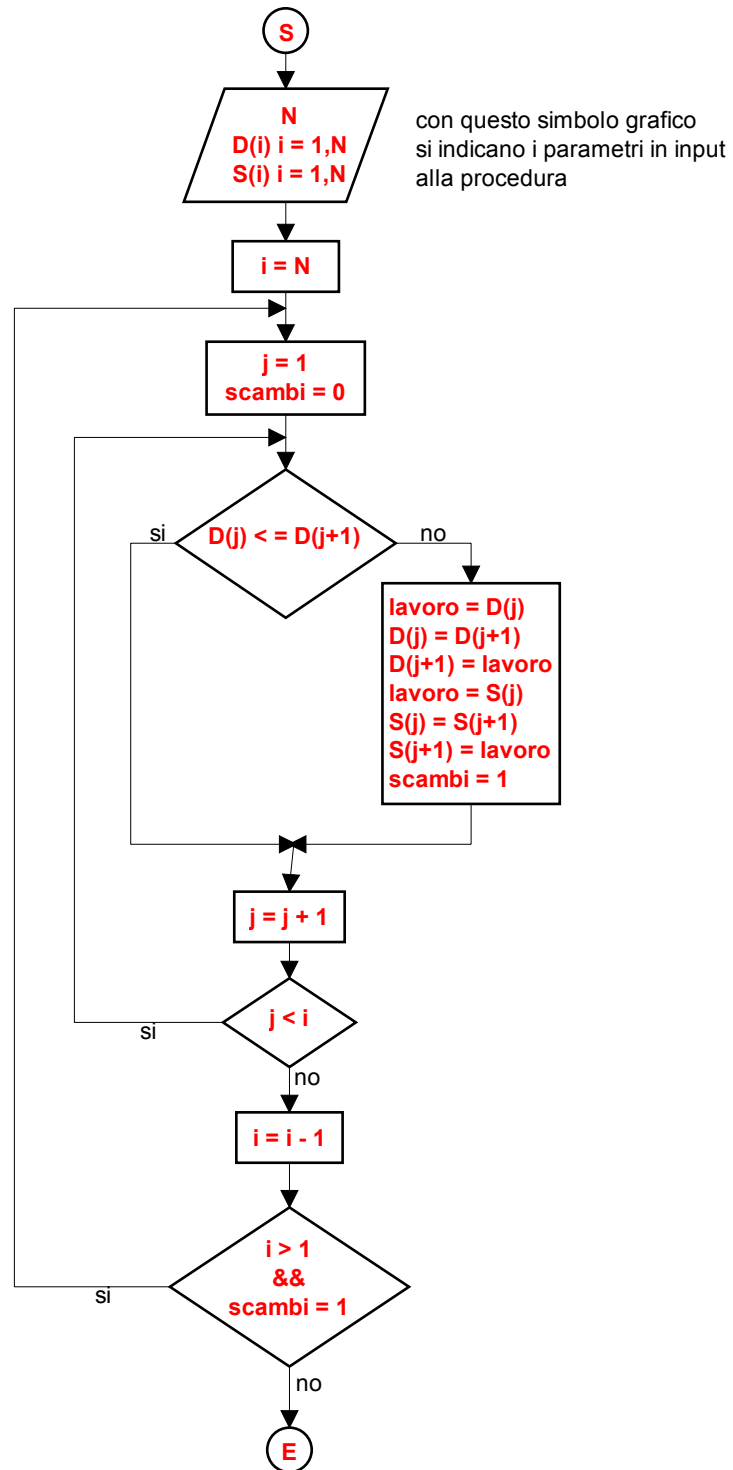 S
N
D(i) i = 1,N
S(i) i = 1,N
con questo simbolo grafico
si indicano i parametri in input
alla procedura
i = N
j = 1
scambi = 0
si
D(j) < = D(j+1)
no
lavoro = D(j)
D(j) = D(j+1)
D(j+1) = lavoro
lavoro = S(j)
S(j) = S(j+1)
S(j+1) = lavoro
scambi = 1
j = j + 1
j < i
si
no
i = i - 1
i > 1
&&
scambi = 1
si
no
E